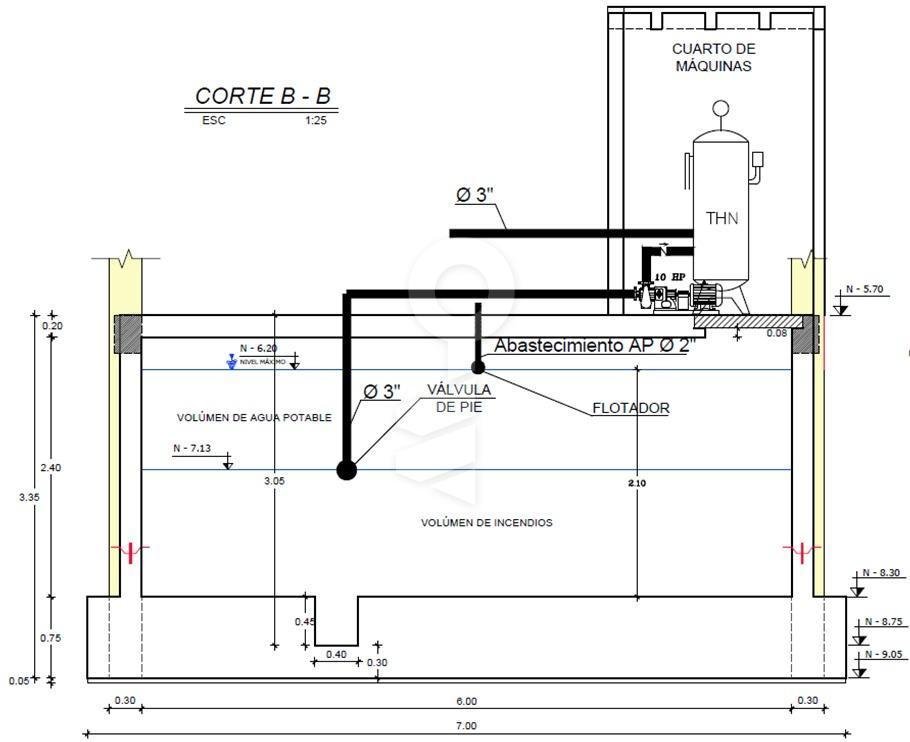 CUARTO DE
MÁQUINAS
CORTE B - B
ESC 1:25
Ø 3"
THN
10 HP
N - 5.70
0.20
0.08
N - 6.20
NIVEL MÁXIMO
Abastecimiento AP Ø 2"
Ø 3"
VÁLVULA
DE PIE
FLOTADOR
VOLÚMEN DE AGUA POTABLE
N - 7.13
2.40
3.05
2.10
3.35
VOLÚMEN DE INCENDIOS
N - 8.30
0.45
N - 8.75
0.75
0.40
0.30
N - 9.05
0.05
0.30
6.00
0.30
7.00